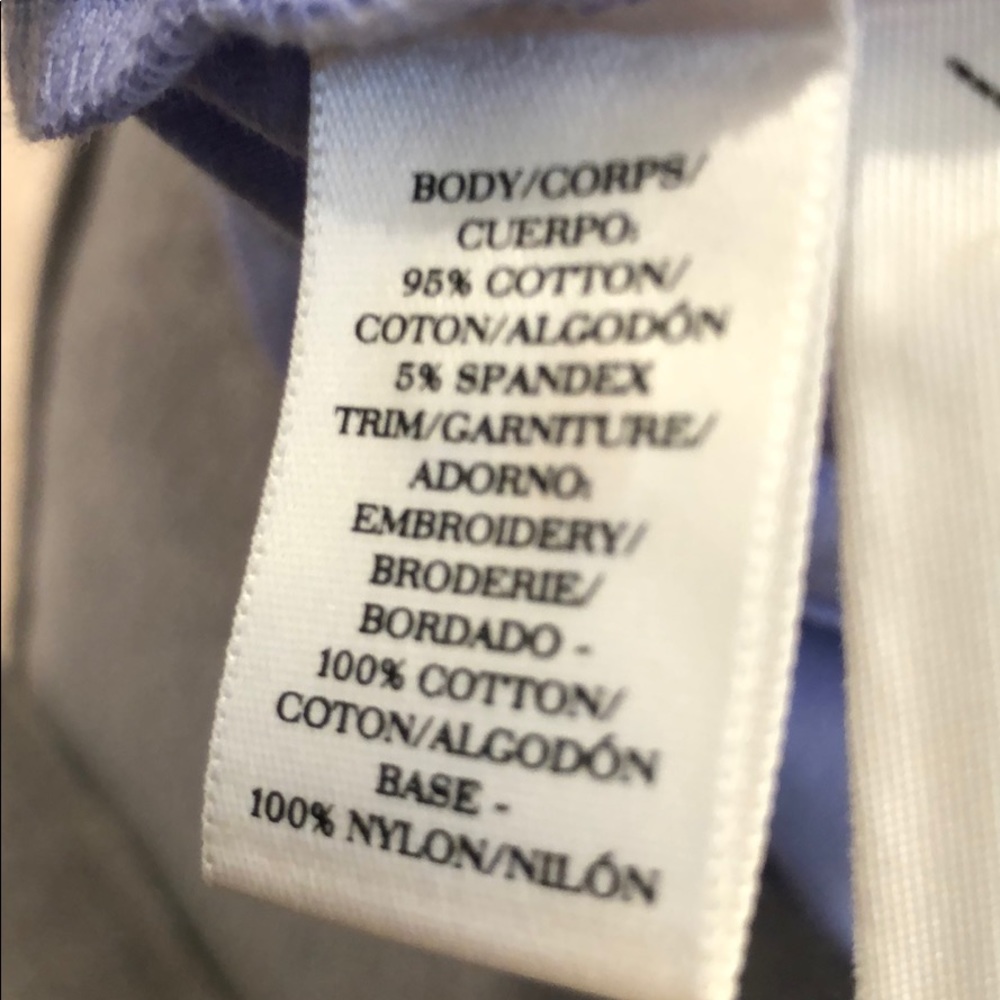 BODY/CORPS/
CUERPO:
95% COTTON/
COTON/ALGODÓN
5% SPANDEX
TRIM/GARNITURE/
ADORNO:
EMBROIDERY/
BRODERIE/
BORDADO -
100% COTTON/
COTON/ALGODÓN
BASE -
100% NYLON/NILÓN